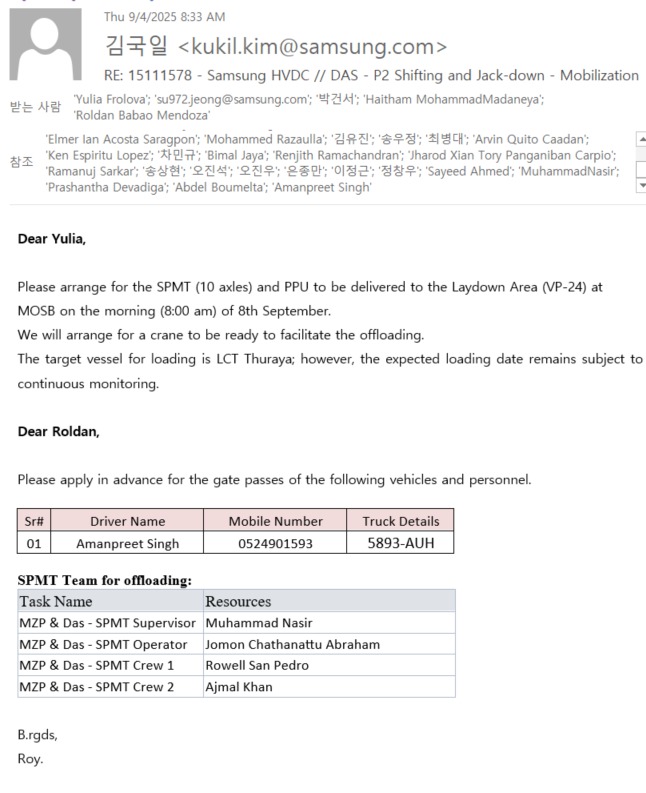 Thu 9/4/2025 8:33 AM
김국일 <kukil.kim@samsung.com>
RE: 15111578 - Samsung HVDC // DAS - P2 Shifting and Jack-down - Mobilization
받는 사람 'Yulia Frolova'; 'su972.jeong@samsung.com'; '박건서'; 'Haitham MohammadMadaneya';
'Roldan Babao Mendoza'
참조 'Elmer Ian Acosta Saragpon'; 'Mohammed Razaulla'; '김유진'; '송우정'; '최병대'; 'Arvin Quito Caadan';
'Ken Espiritu Lopez'; '차민규'; 'Bimal Jaya'; 'Renjith Ramachandran'; 'Jharod Xian Tory Panganiban Carpio';
'Ramanuj Sarkar'; '송상현'; '오진석'; '오진우'; '은종만'; '이정근'; '정창우'; 'Sayeed Ahmed'; 'MuhammadNasir';
'Prashantha Devadiga'; 'Abdel Boumelta'; 'Amanpreet Singh'
Dear Yulia,
Please arrange for the SPMT (10 axles) and PPU to be delivered to the Laydown Area (VP-24) at
MOSB on the morning (8:00 am) of 8th September.
We will arrange for a crane to be ready to facilitate the offloading.
The target vessel for loading is LCT Thuraya; however, the expected loading date remains subject to
continuous monitoring.
Dear Roldan,
Please apply in advance for the gate passes of the following vehicles and personnel.
Sr# Driver Name Mobile Number Truck Details
01 Amanpreet Singh 0524901593 5893-AUH
SPMT Team for offloading:
Task Name Resources
MZP & Das - SPMT Supervisor Muhammad Nasir
MZP & Das - SPMT Operator Jomon Chathanattu Abraham
MZP & Das - SPMT Crew 1 Rowell San Pedro
MZP & Das - SPMT Crew 2 Ajmal Khan
B.rgds,
Roy.